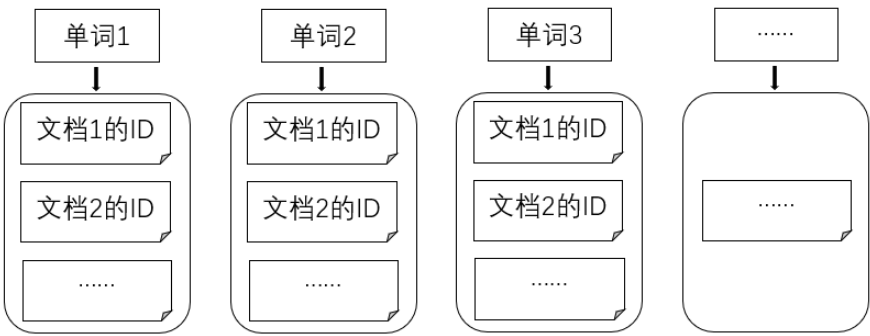 单词1
单词2
单词3
……
文档1的ID
文档1的ID
文档1的ID
文档2的ID
文档2的ID
文档2的ID
……
……
……
……